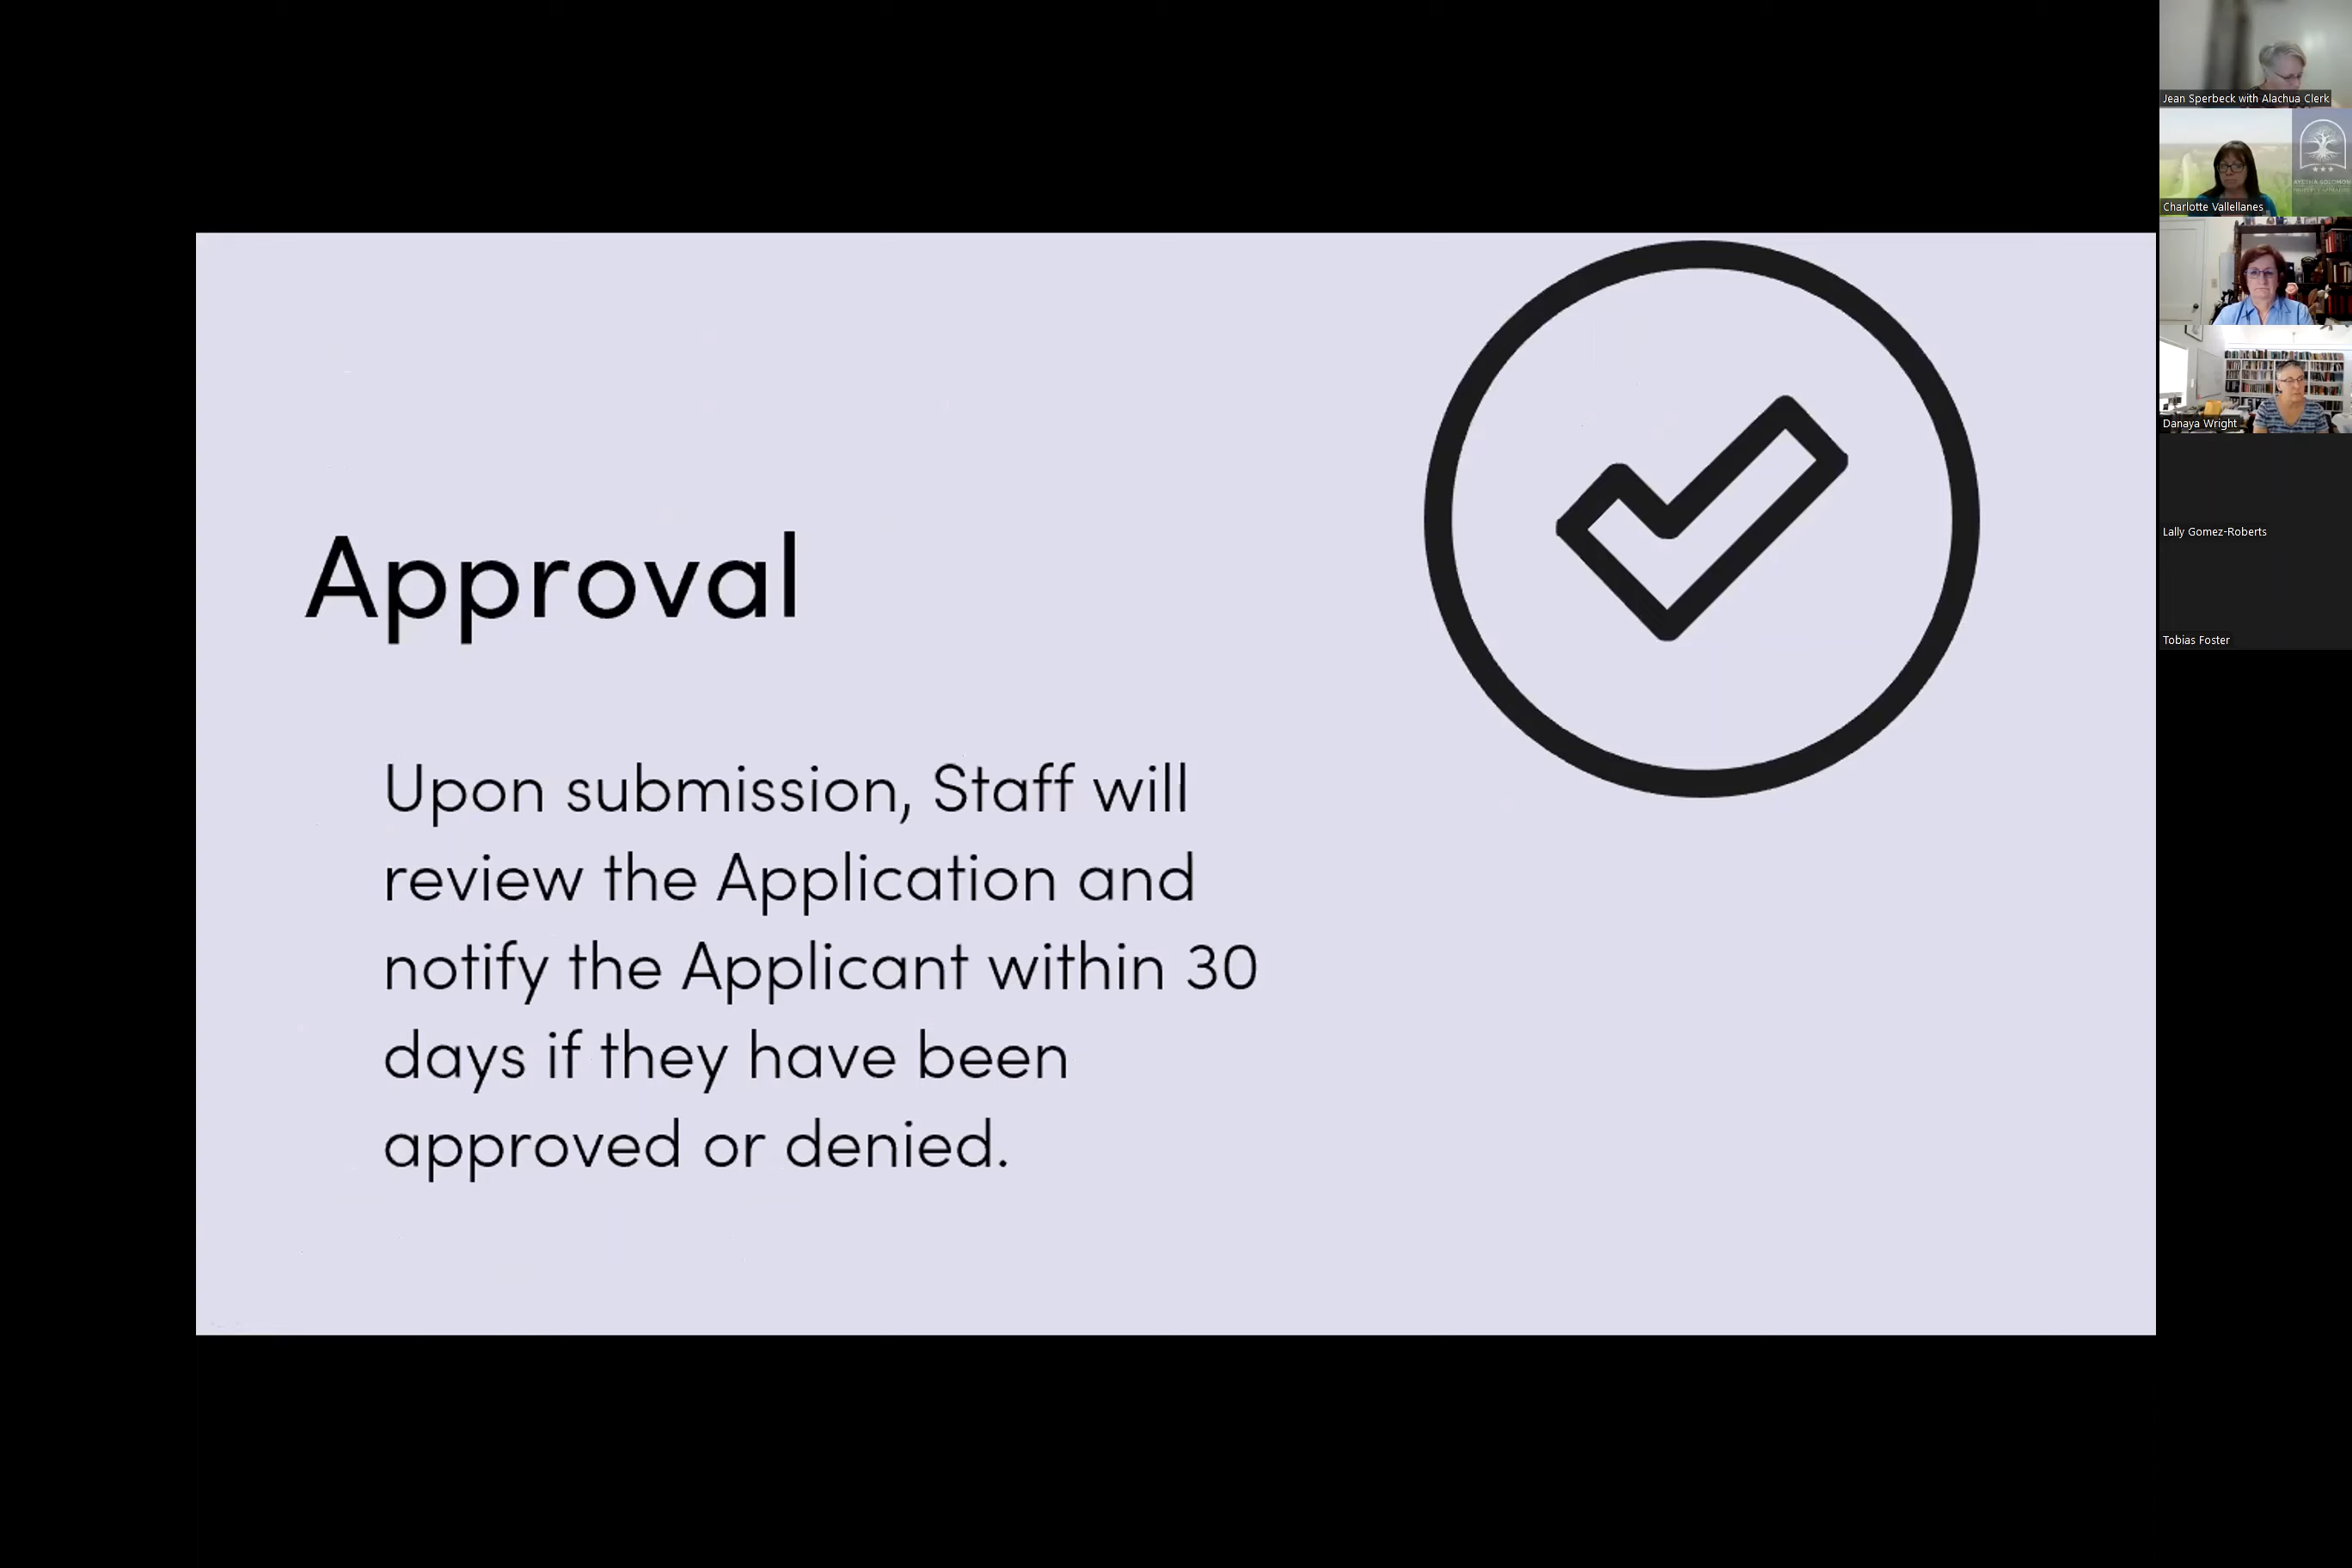 Approval
Upon submission, Staff will
review the Application and
notify the Applicant within 30
days if they have been
approved or denied.
Jean Sperbeck with Alachua Clerk
Charlotte Vallellanes
Danaya Wright
Lally Gomez-Roberts
Tobias Foster